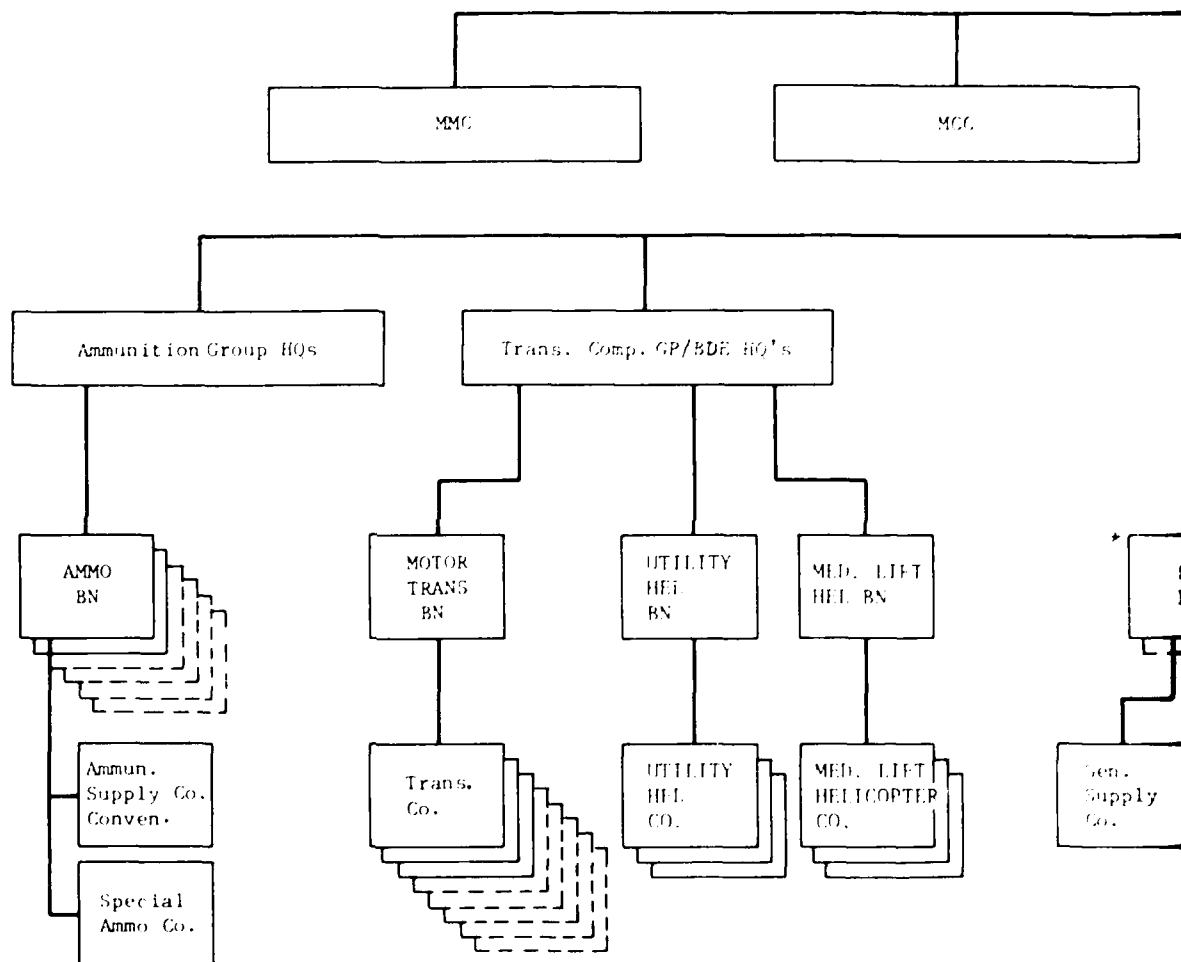 MMC
MCC
Ammunition Group HQs
Trans. Comp. GP/BDE HQ's
AMMO
BN
MOTOR
TRANS
BN
UTILITY
HEL
BN
MED. LIFT
HEL BN
*
Ammun.
Supply Co.
Conven.
Special
Ammo Co.
Trans.
Co.
UTILITY
HEL
CO.
MED. LIFT
HELICOPTER
CO.
Gen.
Supply
Co.